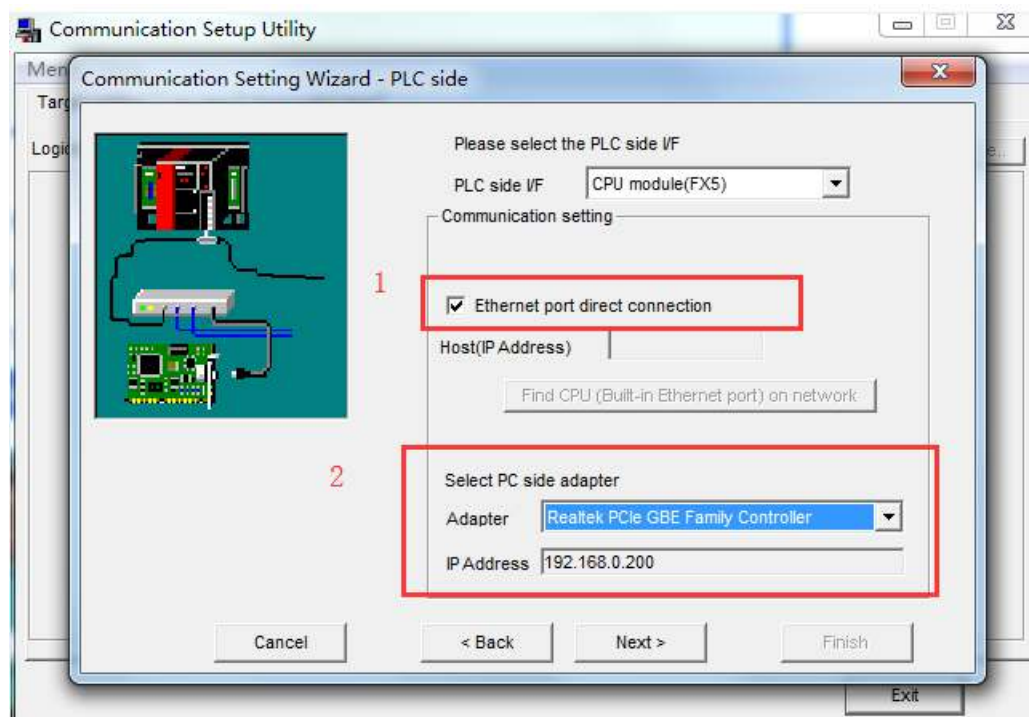 Communication Setup Utility
Men
Communication Setting Wizard - PLC side
Targ
Logic
e...
Please select the PLC side I/F
PLC side I/F
CPU module(FX5)
Communication setting
1
Ethernet port direct connection
Host(IP Address)
Find CPU (Built-in Ethernet port) on network
2
Select PC side adapter
Adapter
Realtek PCIe GBE Family Controller
IP Address
192.168.0.200
Cancel
< Back
Next >
Finish
Exit